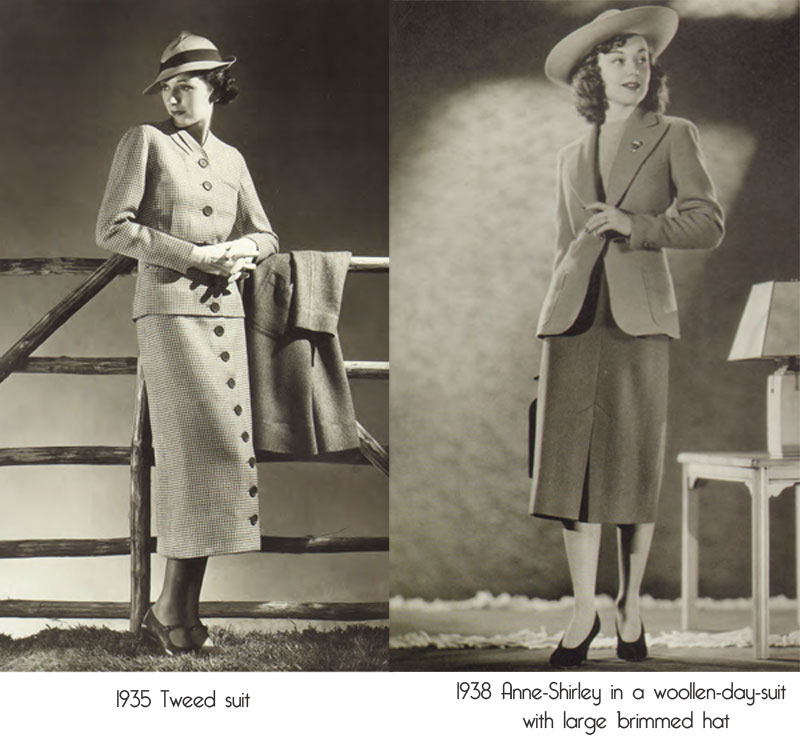 1935 Tweed suit
1938 Anne-Shirley in a woollen-day-suit
with large brimmed hat